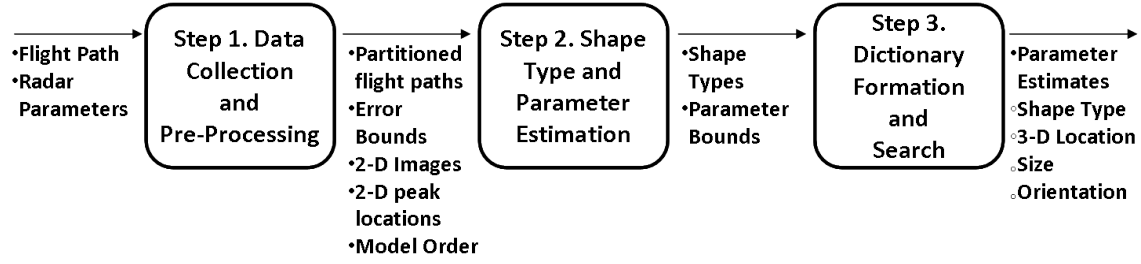 •Flight Path
•Radar
Parameters
Step 1. Data
Collection
and
Pre-Processing
•Partitioned
flight paths
•Error
Bounds
•2-D Images
•2-D peak
locations
•Model Order
Step 2. Shape
Type and
Parameter
Estimation
•Shape
Types
•Parameter
Bounds
Step 3.
Dictionary
Formation
and
Search
•Parameter
Estimates
○Shape Type
○3-D Location
○Size
○Orientation